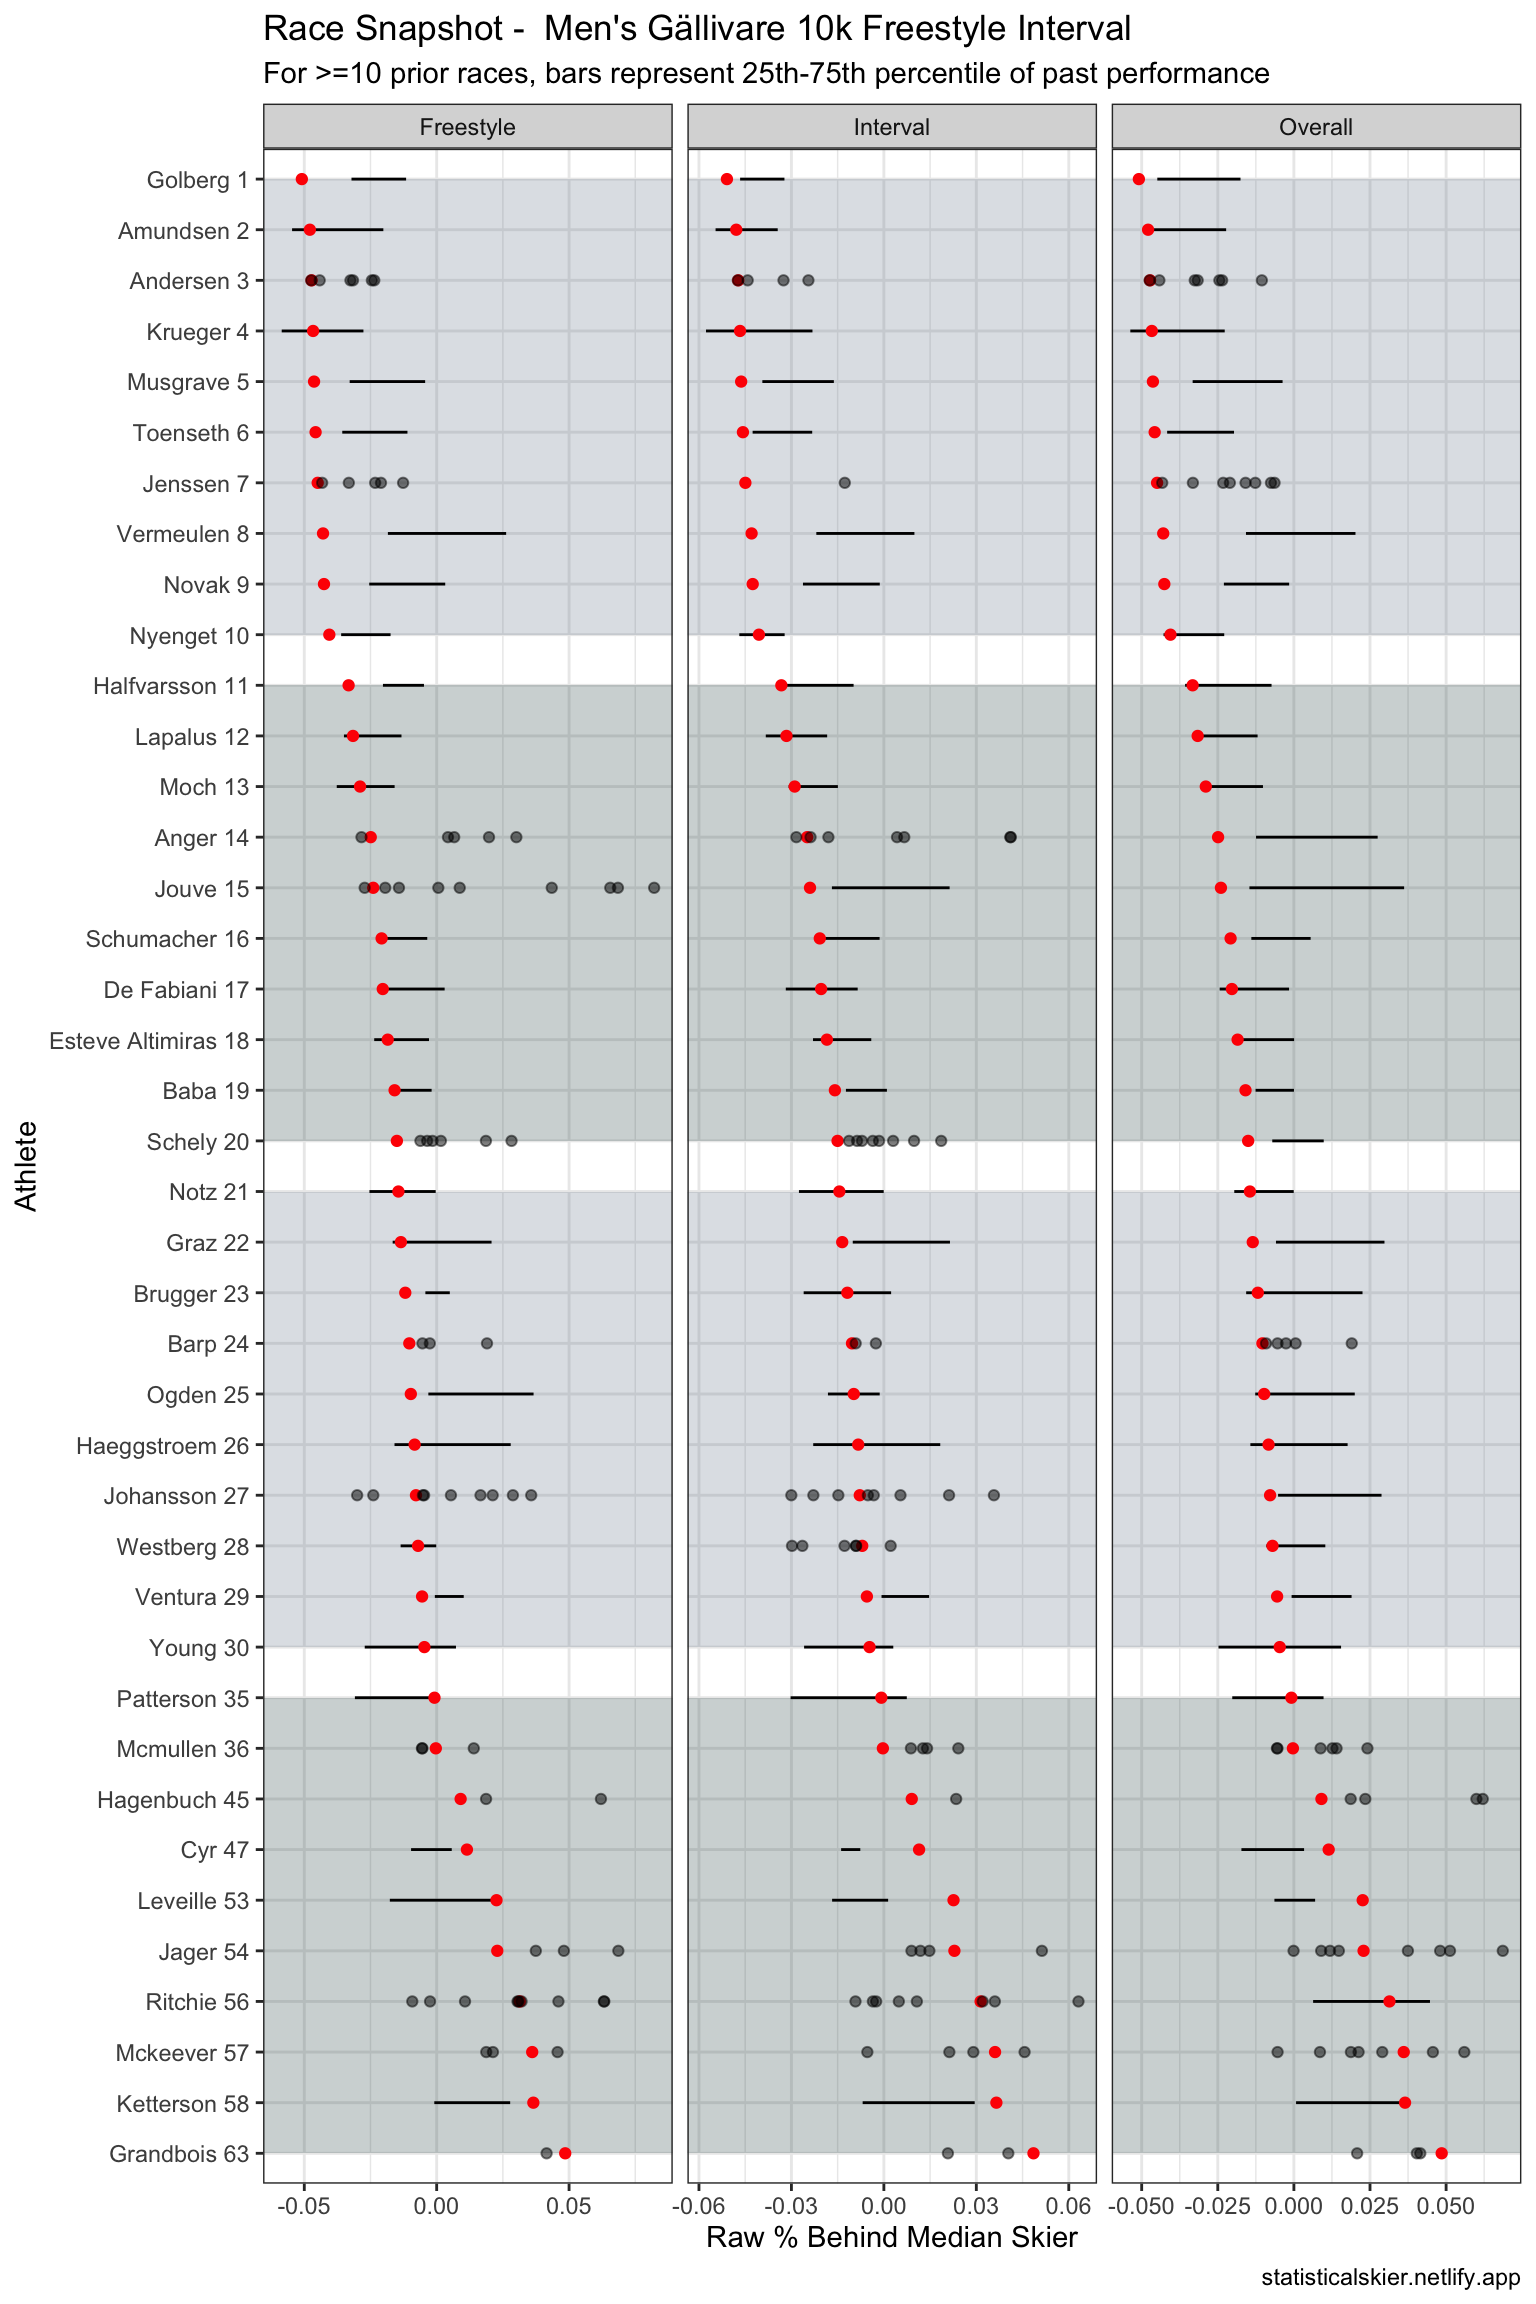 Race Snapshot -  Men's Gällivare 10k Freestyle Interval
For >=10 prior races, bars represent 25th-75th percentile of past performance
Freestyle
Interval
Overall
Golberg 1
Amundsen 2
Andersen 3
Krueger 4
Musgrave 5
Toenseth 6
Jenssen 7
Vermeulen 8
Novak 9
Nyenget 10
Halfvarsson 11
Lapalus 12
Moch 13
Anger 14
Jouve 15
Schumacher 16
De Fabiani 17
Esteve Altimiras 18
Baba 19
Schely 20
Notz 21
Graz 22
Brugger 23
Barp 24
Ogden 25
Haeggstroem 26
Johansson 27
Westberg 28
Ventura 29
Young 30
Patterson 35
Mcmullen 36
Hagenbuch 45
Cyr 47
Leveille 53
Jager 54
Ritchie 56
Mckeever 57
Ketterson 58
Grandbois 63
Athlete
-0.05 0.00 0.05
-0.06 -0.03 0.00 0.03 0.06
-0.050 -0.025 0.000 0.025 0.050
Raw % Behind Median Skier
statisticalskier.netlify.app